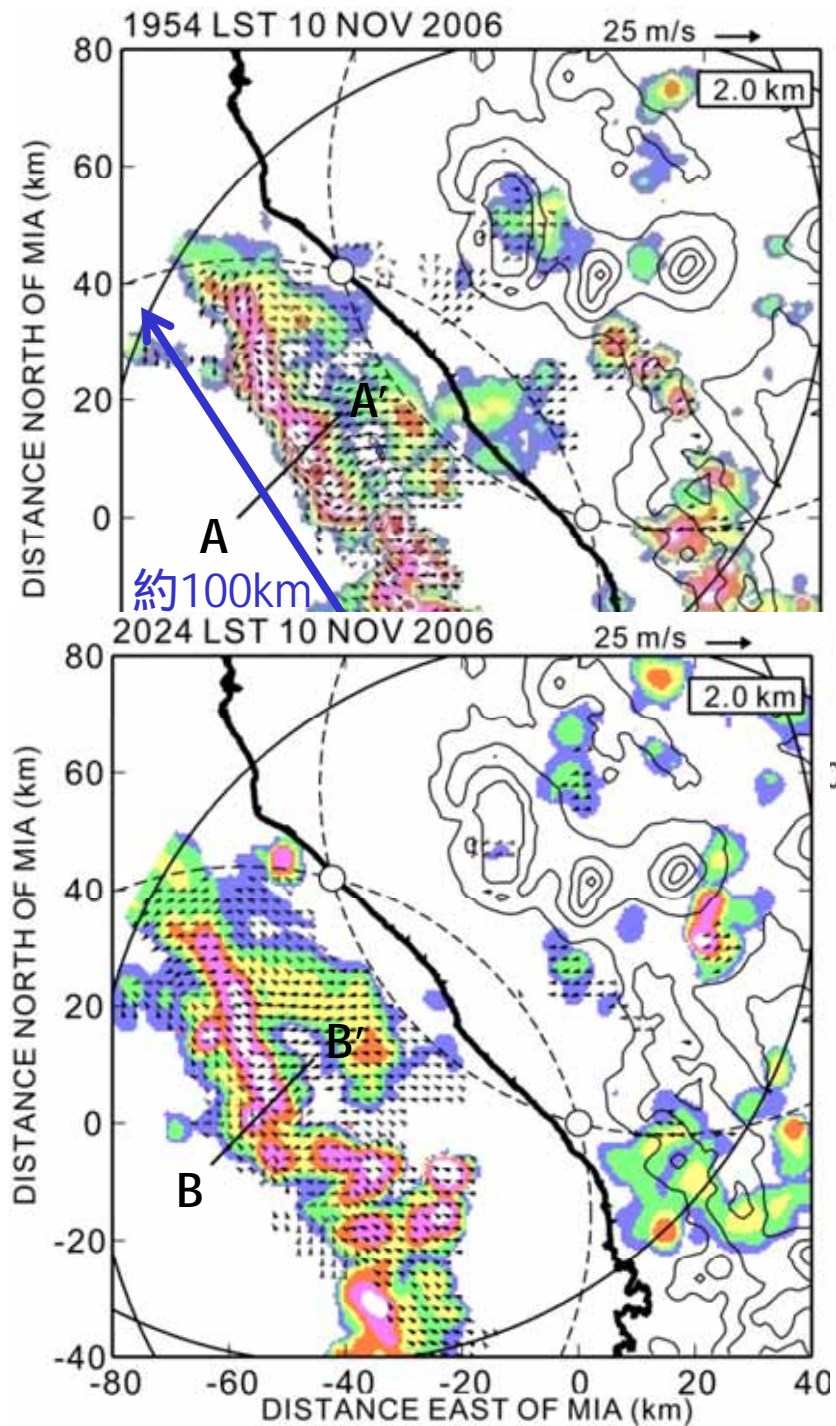 1954 LST 10 NOV 2006
25 m/s
2.0 km
80
60
40
20
0
DISTANCE NORTH OF MIA (km)
A
A'
約100km
2024 LST 10 NOV 2006
25 m/s
2.0 km
80
60
40
20
0
-20
-40
DISTANCE NORTH OF MIA (km)
B
B'
-80
-60
-40
-20
0
20
40
DISTANCE EAST OF MIA (km)